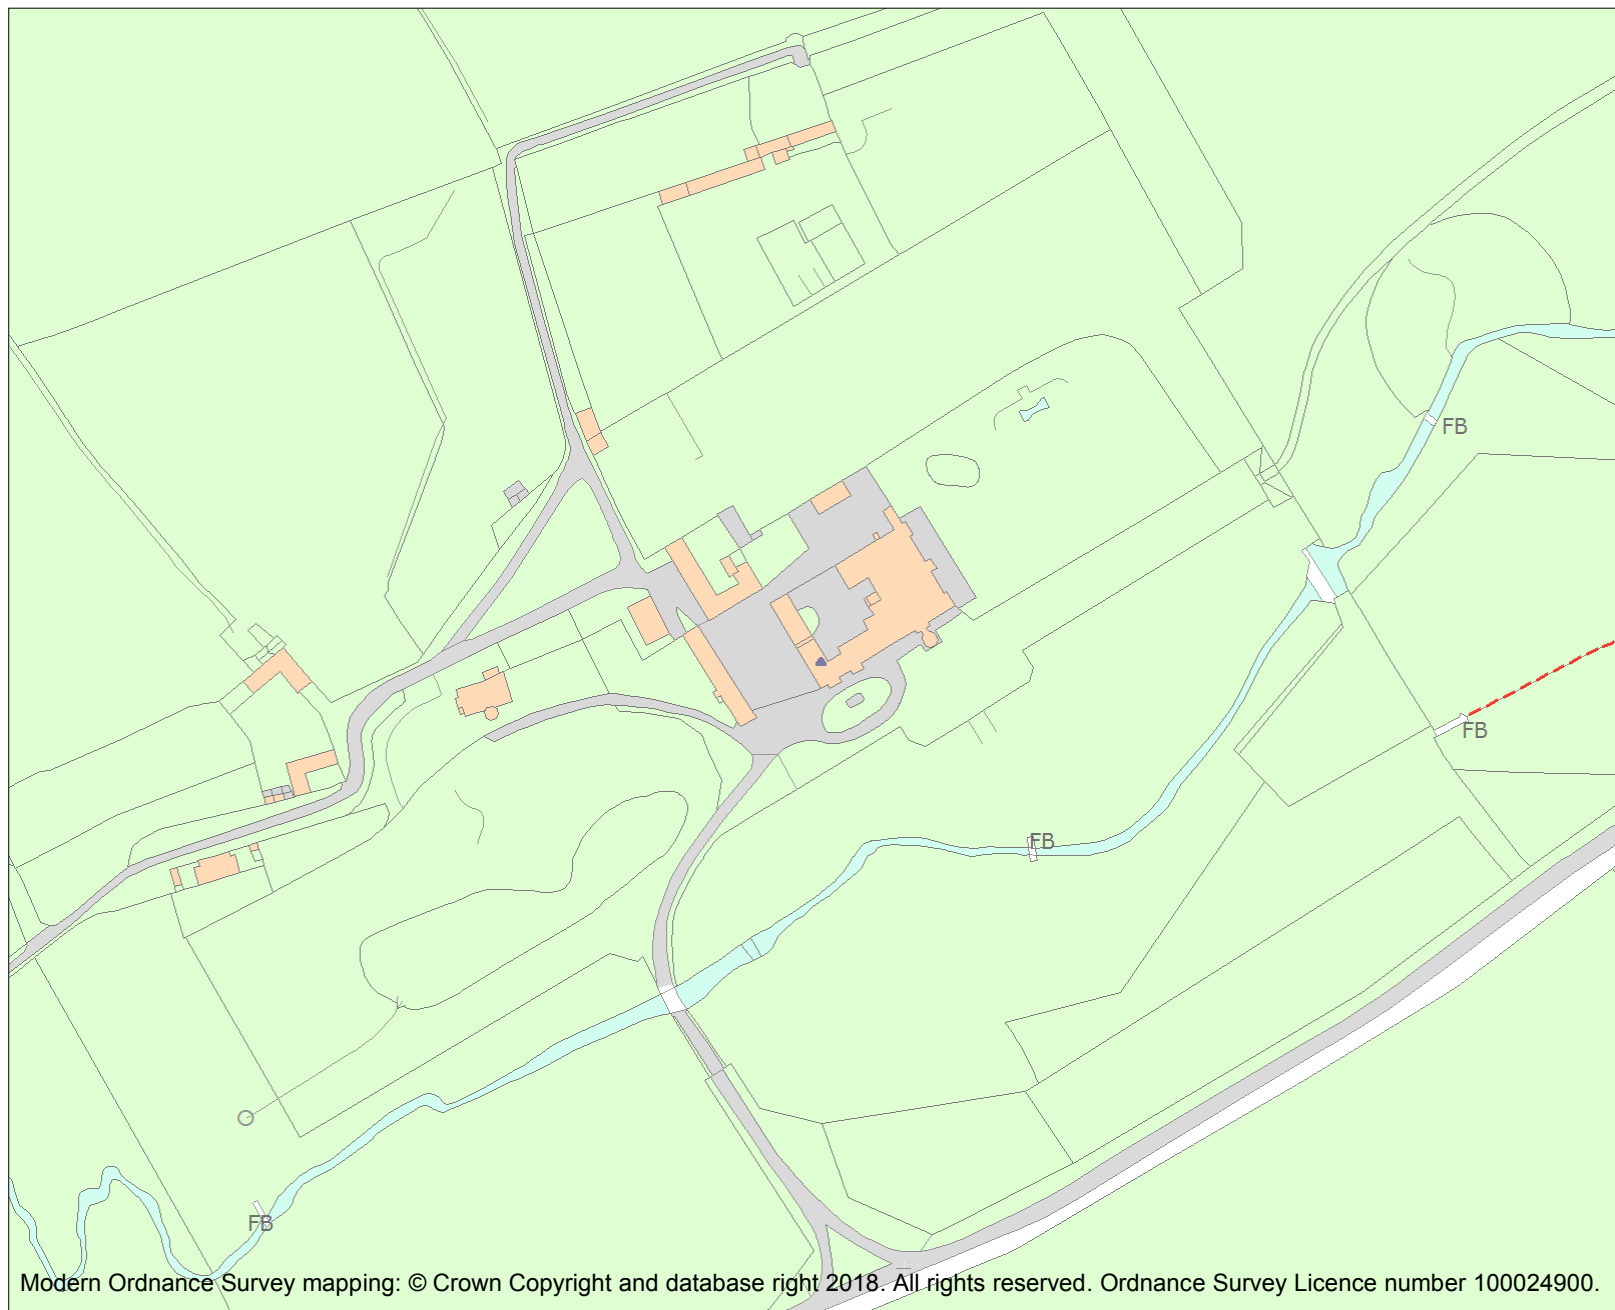 FB
FB
FB
FB
Modern Ordnance Survey mapping: © Crown Copyright and database right 2018. All rights reserved. Ordnance Survey Licence number 100024900.